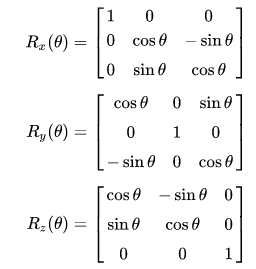 R_x(θ) = [ 1 0 0
0 cos θ − sin θ
0 sin θ cos θ ]
R_y(θ) = [ cos θ 0 sin θ
0 1 0
− sin θ 0 cos θ ]
R_z(θ) = [ cos θ − sin θ 0
sin θ cos θ 0
0 0 1 ]